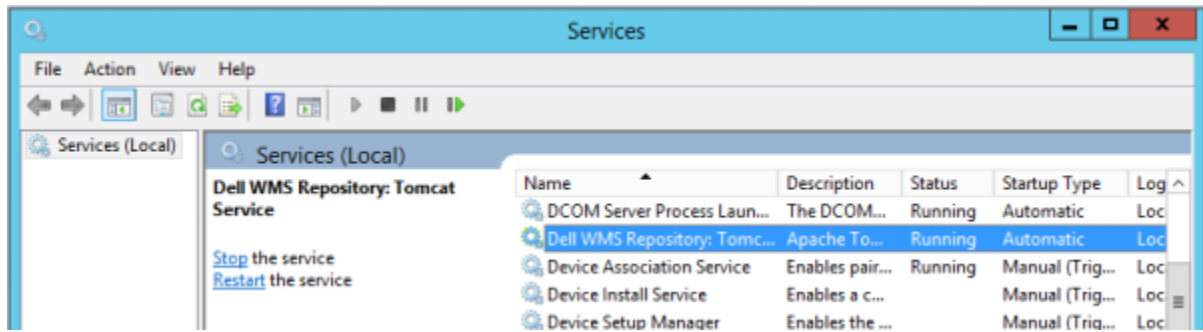 Services
File Action View Help
Services (Local)
Services (Local)
Dell WMS Repository: Tomcat
Service
Stop the service
Restart the service
Name Description Status Startup Type Log
DCOM Server Process Laun... The DCOM... Running Automatic Loc
Dell WMS Repository: Tomc... Apache To... Running Automatic Loc
Device Association Service Enables pair... Running Manual (Trig... Loc
Device Install Service Enables a c... Manual (Trig... Loc
Device Setup Manager Enables the ... Manual (Trig... Loc